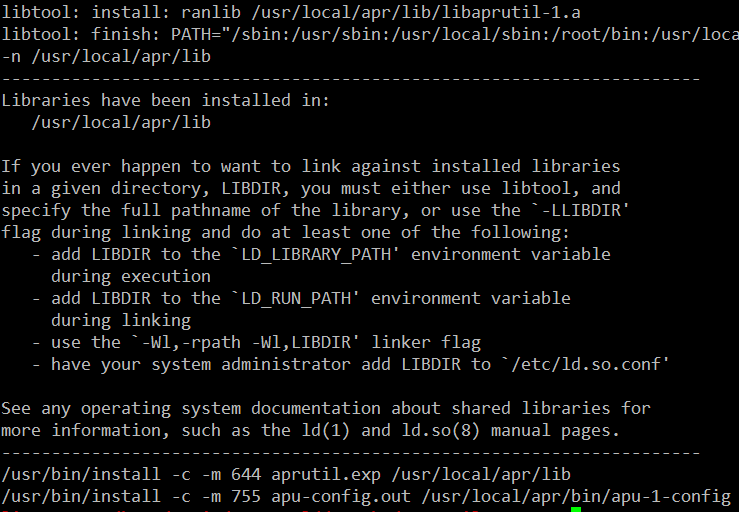 libtool: install: ranlib /usr/local/apr/lib/libaprutil-1.a
libtool: finish: PATH="/sbin:/usr/sbin:/usr/local/sbin:/root/bin:/usr/loca
-n /usr/local/apr/lib
----------------------------------------------------------------------
Libraries have been installed in:
   /usr/local/apr/lib

If you ever happen to want to link against installed libraries
in a given directory, LIBDIR, you must either use libtool, and
specify the full pathname of the library, or use the `-LLIBDIR'
flag during linking and do at least one of the following:
   - add LIBDIR to the `LD_LIBRARY_PATH' environment variable
     during execution
   - add LIBDIR to the `LD_RUN_PATH' environment variable
     during linking
   - use the `-Wl,-rpath -Wl,LIBDIR' linker flag
   - have your system administrator add LIBDIR to `/etc/ld.so.conf'

See any operating system documentation about shared libraries for
more information, such as the ld(1) and ld.so(8) manual pages.
----------------------------------------------------------------------
/usr/bin/install -c -m 644 aprutil.exp /usr/local/apr/lib
/usr/bin/install -c -m 755 apu-config.out /usr/local/apr/bin/apu-1-config